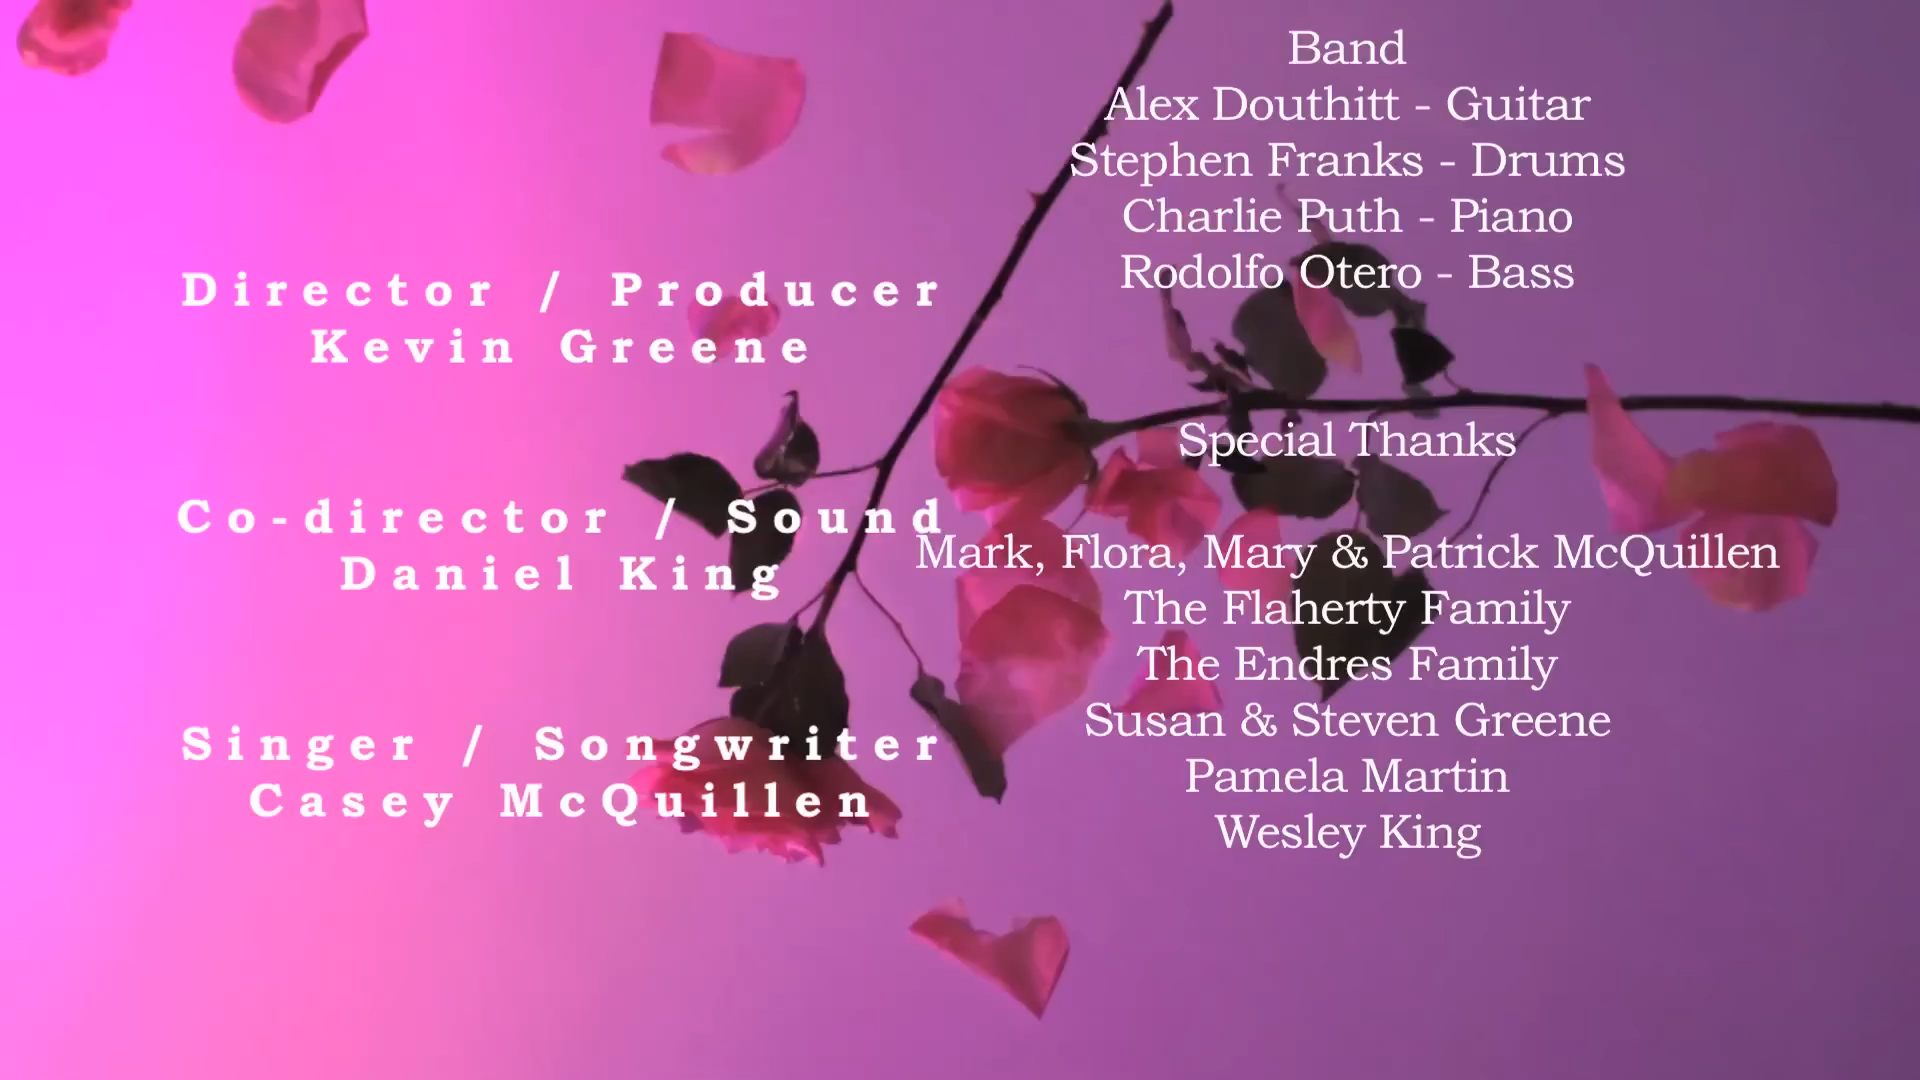 Director / Producer
Kevin Greene
Co-director / Sound
Daniel King
Singer / Songwriter
Casey McQuillen
Band
Alex Douthitt - Guitar
Stephen Franks - Drums
Charlie Puth - Piano
Rodolfo Otero - Bass
Special Thanks
Mark, Flora, Mary & Patrick McQuillen
The Flaherty Family
The Endres Family
Susan & Steven Greene
Pamela Martin
Wesley King